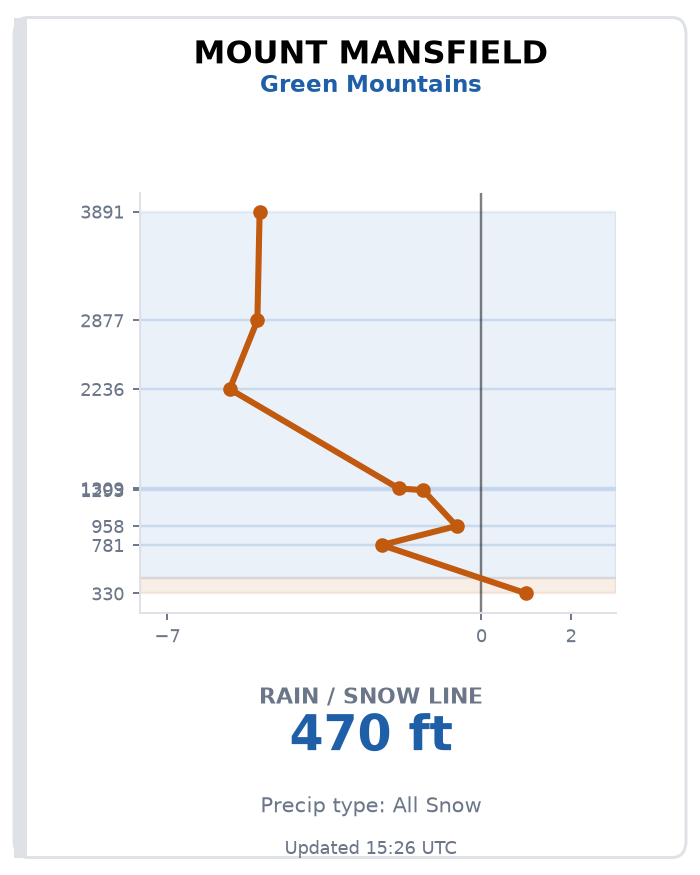 MOUNT MANSFIELD
Green Mountains
3891
2877
2236
958
781
330
−7
0
2
RAIN / SNOW LINE
470 ft
Precip type: All Snow
Updated 15:26 UTC